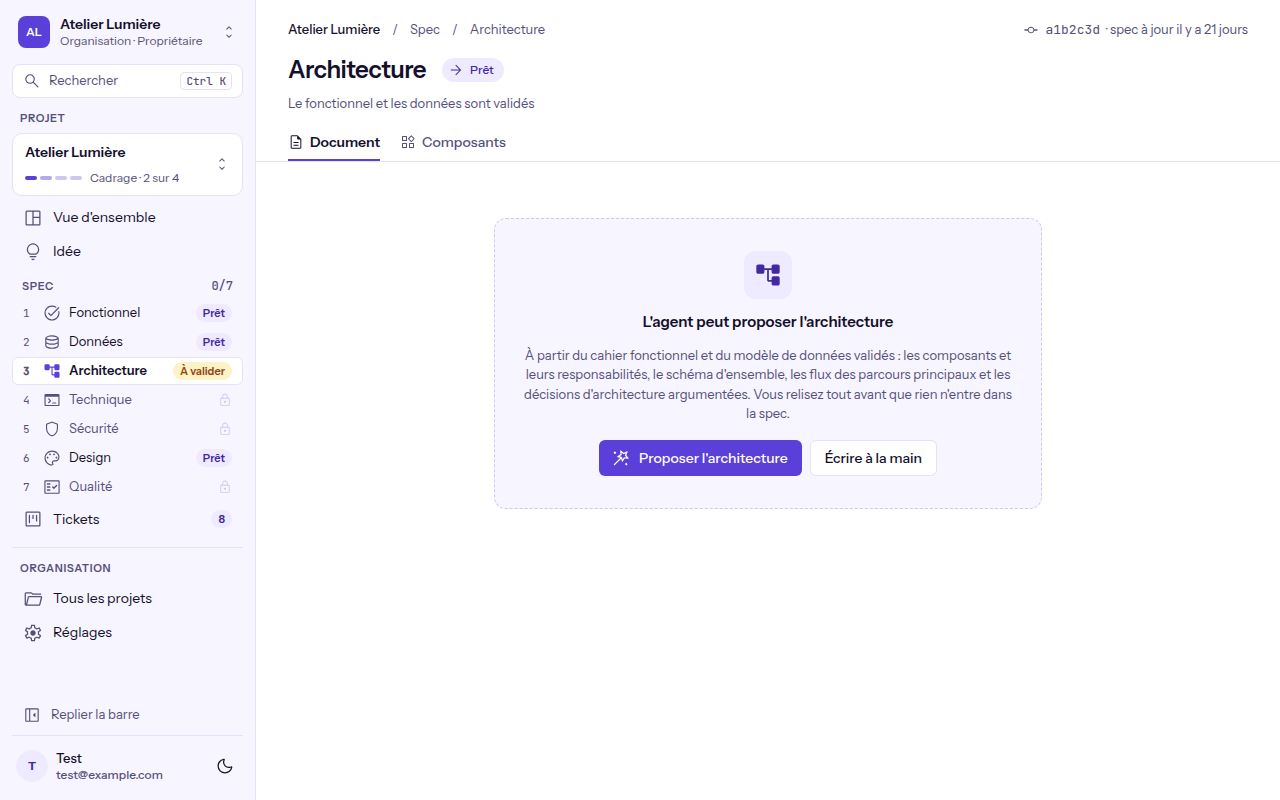 AL
Atelier Lumière
Organisation · Propriétaire
Rechercher
Ctrl K
PROJET
Atelier Lumière
Cadrage · 2 sur 4
Vue d'ensemble
Idée
SPEC
0/7
1 Fonctionnel Prêt
2 Données Prêt
3 Architecture À valider
4 Technique
5 Sécurité
6 Design Prêt
7 Qualité
Tickets 8
ORGANISATION
Tous les projets
Réglages
Replier la barre
T
Test
test@example.com
Atelier Lumière / Spec / Architecture
a1b2c3d · spec à jour il y a 21 jours
Architecture
Prêt
Le fonctionnel et les données sont validés
Document
Composants
L'agent peut proposer l'architecture
À partir du cahier fonctionnel et du modèle de données validés : les composants et
leurs responsabilités, le schéma d'ensemble, les flux des parcours principaux et les
décisions d'architecture argumentées. Vous relisez tout avant que rien n'entre dans
la spec.
Proposer l'architecture
Écrire à la main